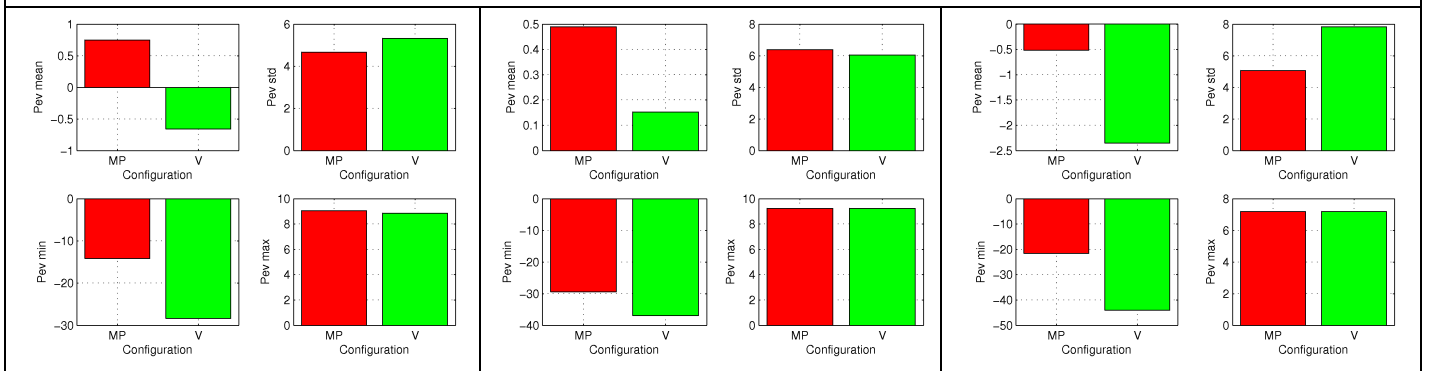 Pev mean
1
0.5
0
−0.5
−1
MP
V
Configuration
Pev std
6
4
2
0
MP
V
Configuration
Pev min
0
−10
−20
−30
MP
V
Configuration
Pev max
10
8
6
4
2
0
MP
V
Configuration
Pev mean
0.5
0.4
0.3
0.2
0.1
0
MP
V
Configuration
Pev std
8
6
4
2
0
MP
V
Configuration
Pev min
0
−10
−20
−30
−40
MP
V
Configuration
Pev max
10
8
6
4
2
0
MP
V
Configuration
Pev mean
0
−0.5
−1
−1.5
−2
−2.5
MP
V
Configuration
Pev std
8
6
4
2
0
MP
V
Configuration
Pev min
0
−10
−20
−30
−40
−50
MP
V
Configuration
Pev max
8
6
4
2
0
MP
V
Configuration